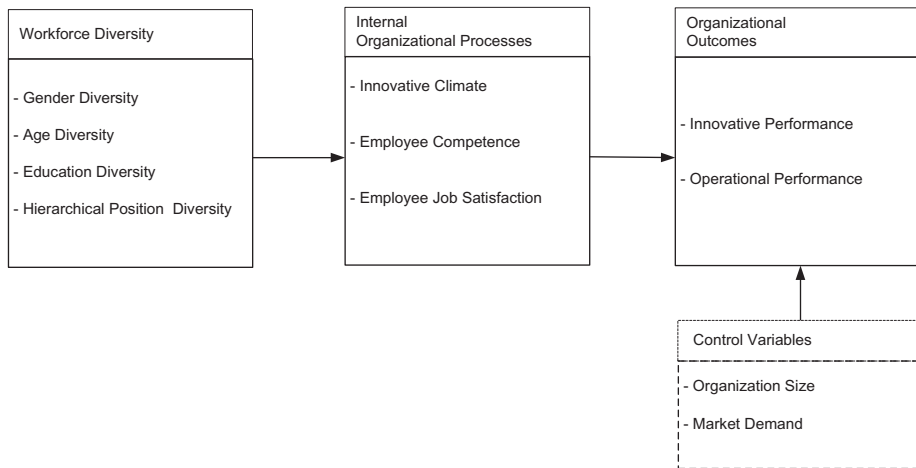 Workforce Diversity
- Gender Diversity
- Age Diversity
- Education Diversity
- Hierarchical Position  Diversity
Internal
Organizational Processes
- Innovative Climate
- Employee Competence
- Employee Job Satisfaction
Organizational
Outcomes
- Innovative Performance
- Operational Performance
Control Variables
- Organization Size
- Market Demand